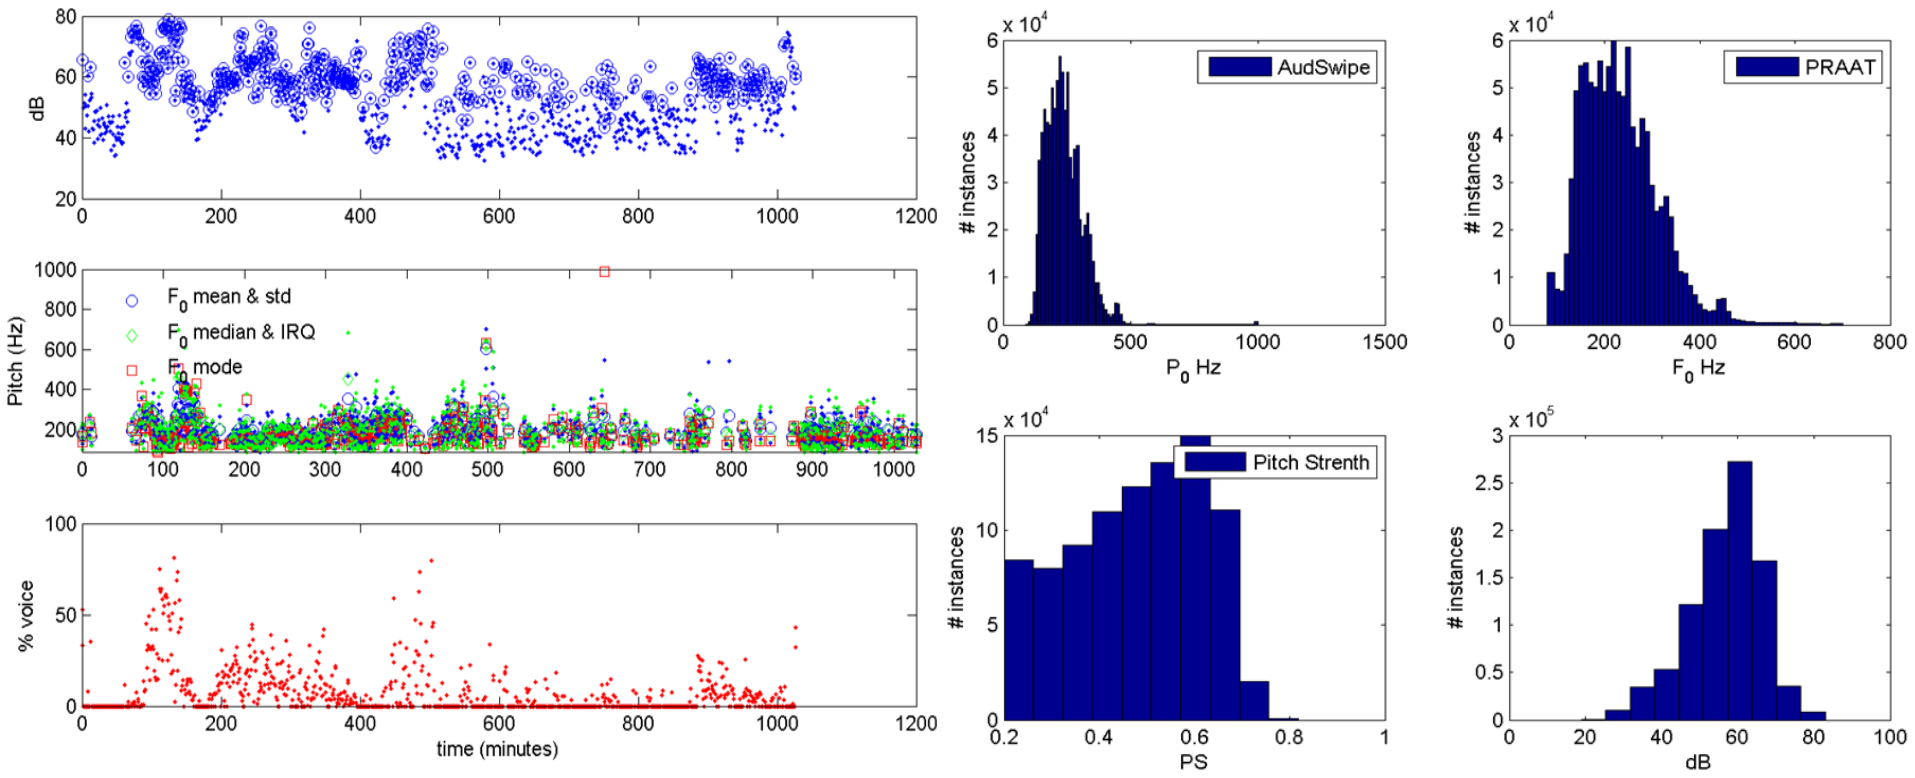 80
60
dB
40
20
0 200 400 600 800 1000 1200
1000
800
600
400
200
Pitch (Hz)
F0 mean & std
F0 median & IRQ
F0 mode
0 100 200 300 400 500 600 700 800 900 1000
100
50
0
% voice
0 200 400 600 800 1000 1200
time (minutes)
x 10^4
6
5
4
3
2
1
0
# instances
AudSwipe
0 500 1000 1500
P0 Hz
x 10^4
6
5
4
3
2
1
0
# instances
PRAAT
0 200 400 600 800
F0 Hz
x 10^4
15
10
5
0
# instances
Pitch Strenth
0.2 0.4 0.6 0.8 1
PS
x 10^5
3
2.5
2
1.5
1
0.5
0
# instances
0 20 40 60 80 100
dB